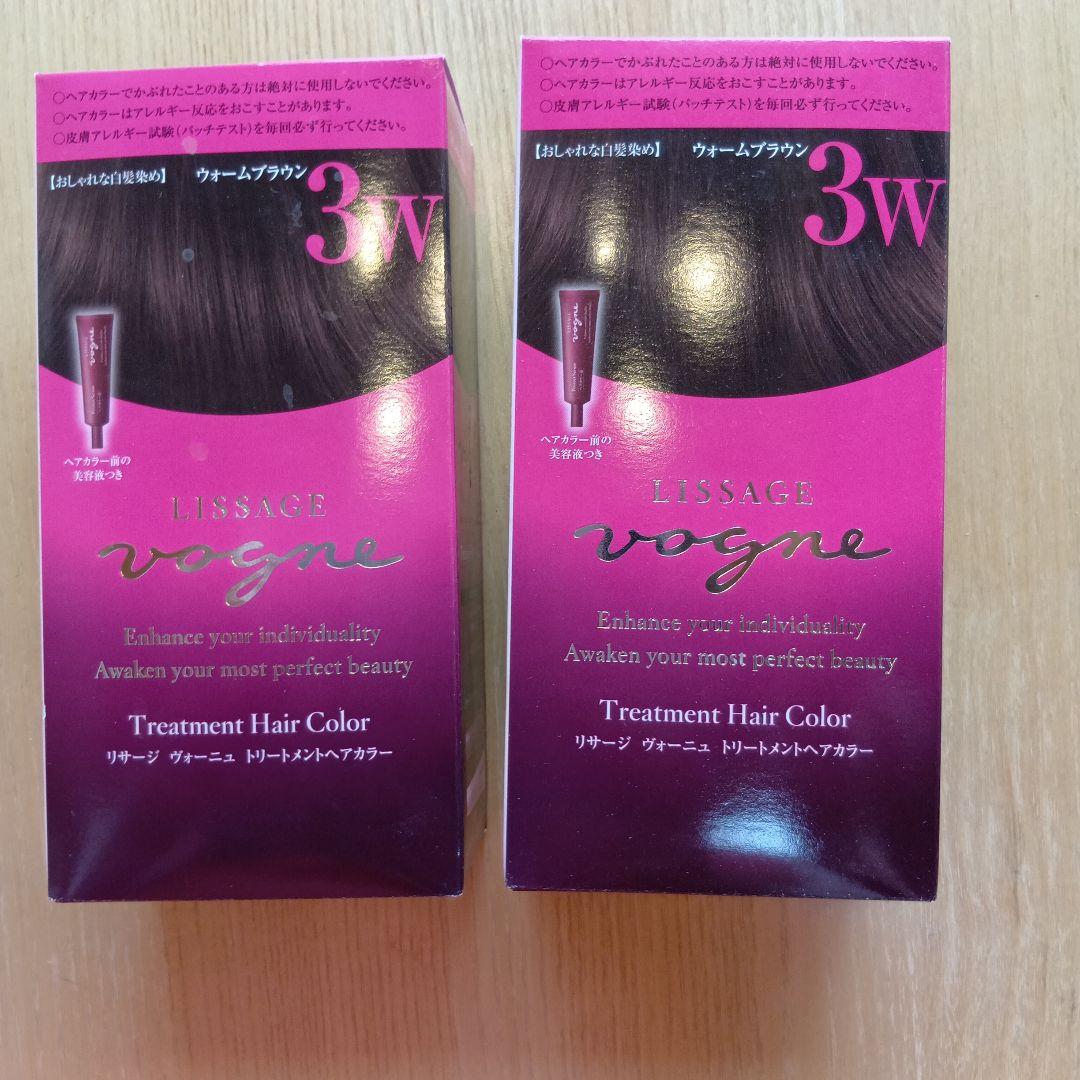 ○ヘアカラーでかぶれたことのある方は絶対に使用しないでください。
○ヘアカラーはアレルギー反応をおこすことがあります。
○皮膚アレルギー試験(パッチテスト)を毎回必ず行ってください。
【おしゃれな白髪染め】 ウォームブラウン
3W
LISSAGE
vogne
ヘアカラー前の
美容液つき
LISSAGE
vogne
Enhance your individuality
Awaken your most perfect beauty
Treatment Hair Color
リサージ ヴォーニュ トリートメントヘアカラー
○ヘアカラーでかぶれたことのある方は絶対に使用しないでください。
○ヘアカラーはアレルギー反応をおこすことがあります。
○皮膚アレルギー試験(パッチテスト)を毎回必ず行ってください。
【おしゃれな白髪染め】 ウォームブラウン
3W
LISSAGE
vogne
ヘアカラー前の
美容液つき
LISSAGE
vogne
Enhance your individuality
Awaken your most perfect beauty
Treatment Hair Color
リサージ ヴォーニュ トリートメントヘアカラー